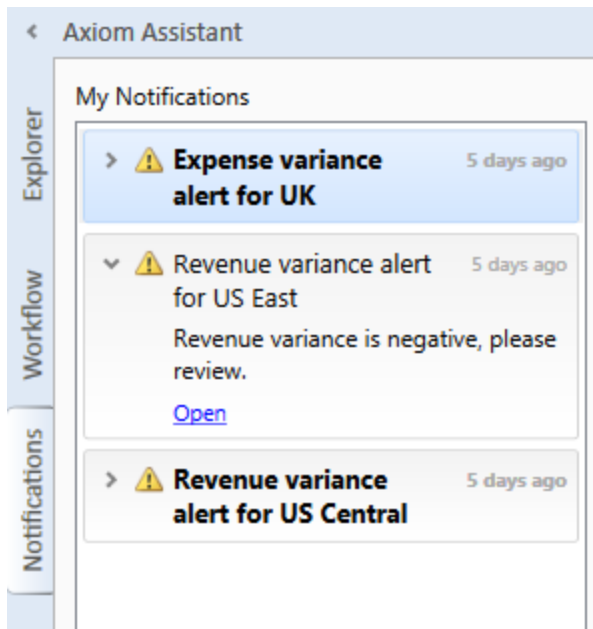 Axiom Assistant
Explorer
Workflow
Notifications
My Notifications
Expense variance
alert for UK
5 days ago
Revenue variance alert
for US East
5 days ago
Revenue variance is negative, please
review.
Open
Revenue variance
alert for US Central
5 days ago